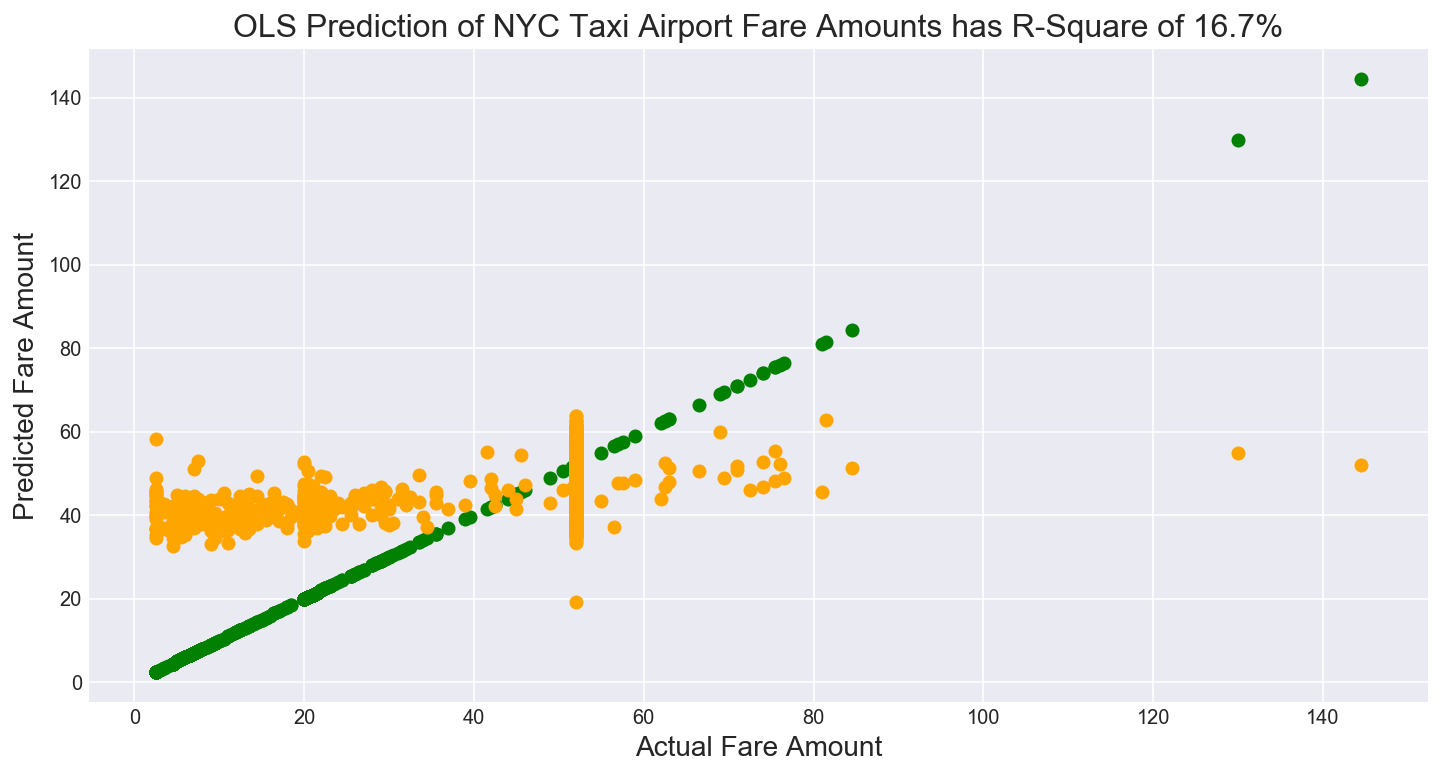 OLS Prediction of NYC Taxi Airport Fare Amounts has R-Square of 16.7%
Predicted Fare Amount
140
120
100
80
60
40
20
0
0 20 40 60 80 100 120 140
Actual Fare Amount